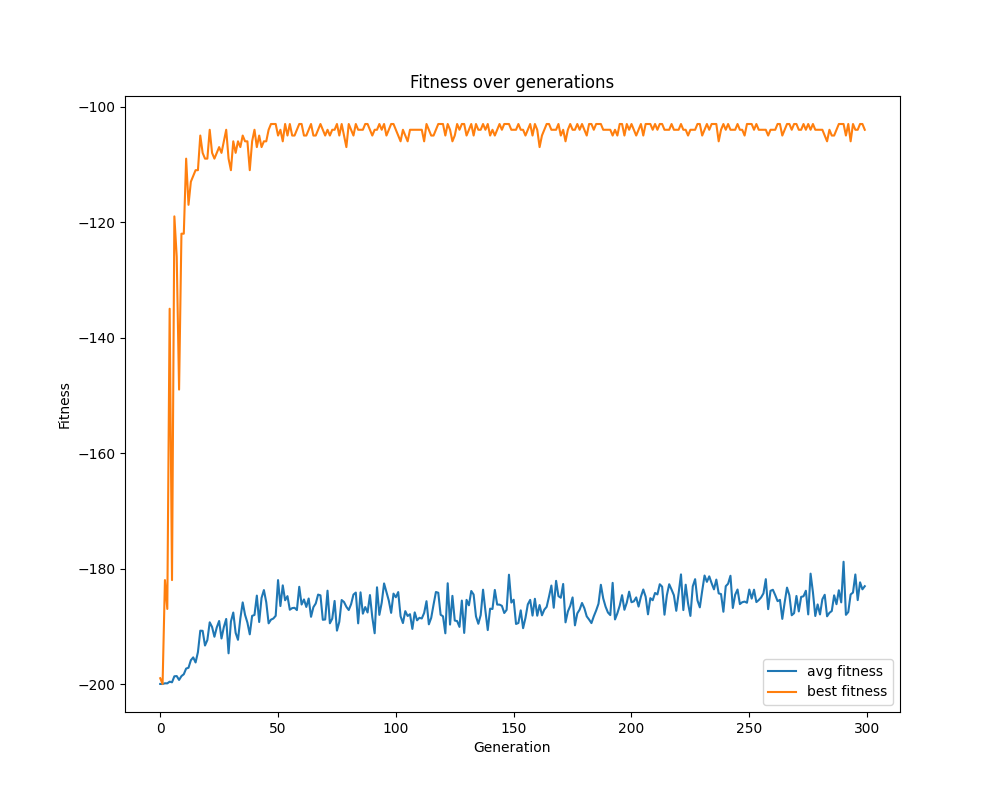 Fitness over generations
Fitness
−100
−120
−140
−160
−180
−200
0 50 100 150 200 250 300
Generation
avg fitness
best fitness